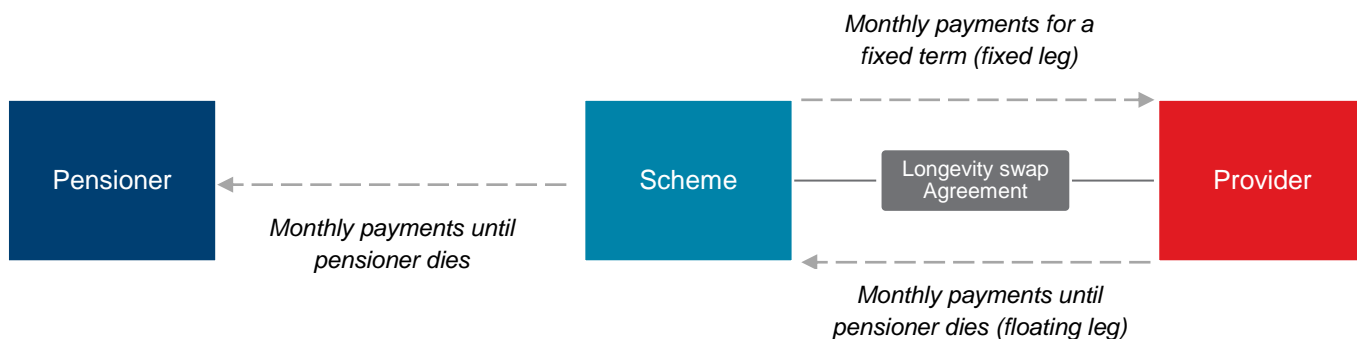 Monthly payments for a
fixed term (fixed leg)
Pensioner
Monthly payments until
pensioner dies
Scheme
Longevity swap
Agreement
Provider
Monthly payments until
pensioner dies (floating leg)